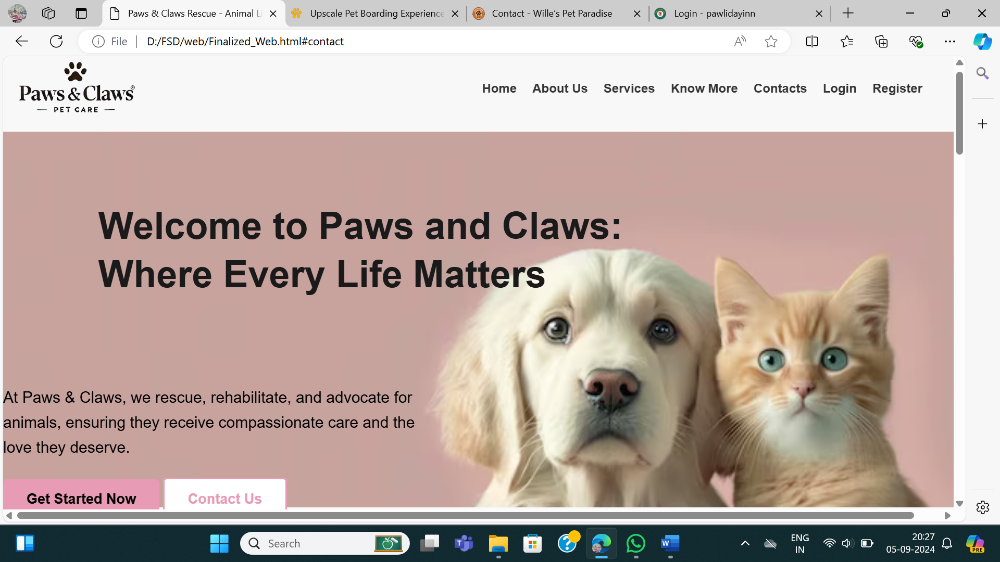 Paws & Claws Rescue - Animal Li
Upscale Pet Boarding Experience
Contact - Wille's Pet Paradise
Login - pawlidayinn
File
D:/FSD/web/Finalized_Web.html#contact
Paws & Claws®
PET CARE
Home
About Us
Services
Know More
Contacts
Login
Register
Welcome to Paws and Claws:
Where Every Life Matters
At Paws & Claws, we rescue, rehabilitate, and advocate for
animals, ensuring they receive compassionate care and the
love they deserve.
Get Started Now
Contact Us
Search
ENG
IN
20:27
05-09-2024
PRE